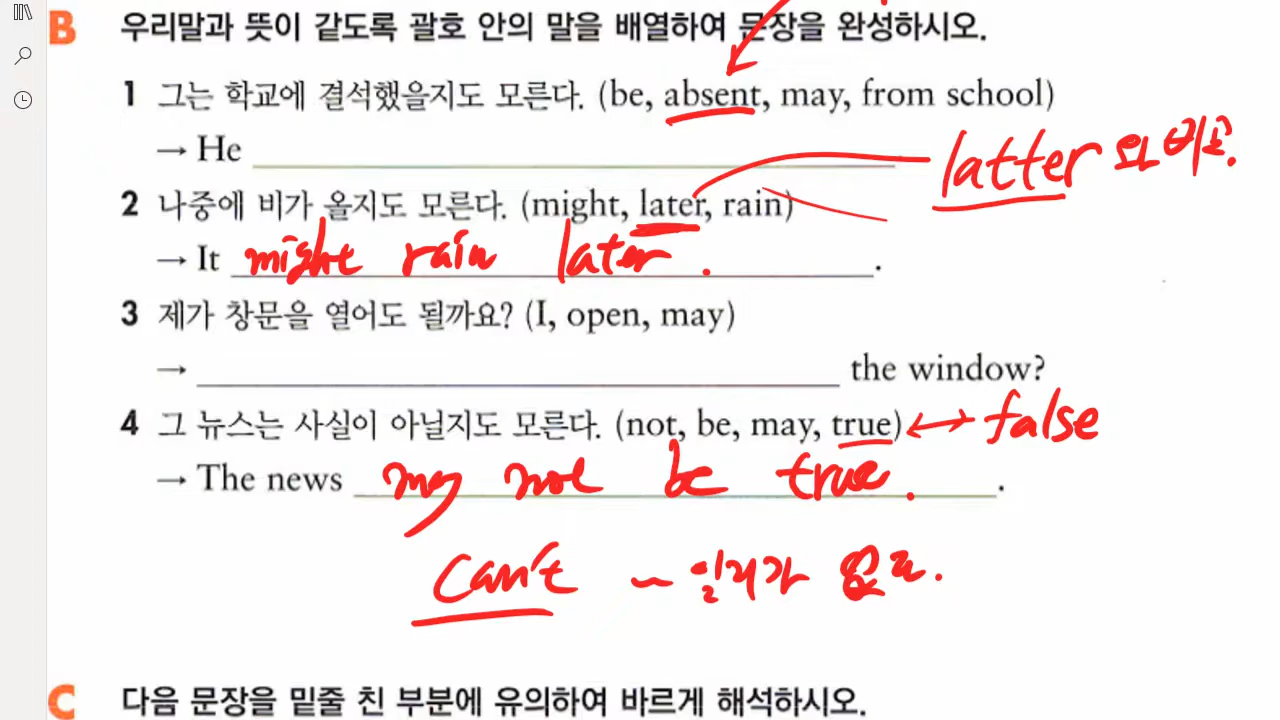 B 우리말과 뜻이 같도록 괄호 안의 말을 배열하여 문장을 완성하시오.
1 그는 학교에 결석했을지도 모른다. (be, absent, may, from school)
→ He
latter 와 비교.
2 나중에 비가 올지도 모른다. (might, later, rain)
→ It might rain later.
3 제가 창문을 열어도 될까요? (I, open, may)
→ the window?
4 그 뉴스는 사실이 아닐지도 모른다. (not, be, may, true) ↔ false
→ The news may not be true.
can't ~일리가 없다.
C 다음 문장을 밑줄 친 부분에 유의하여 바르게 해석하시오.